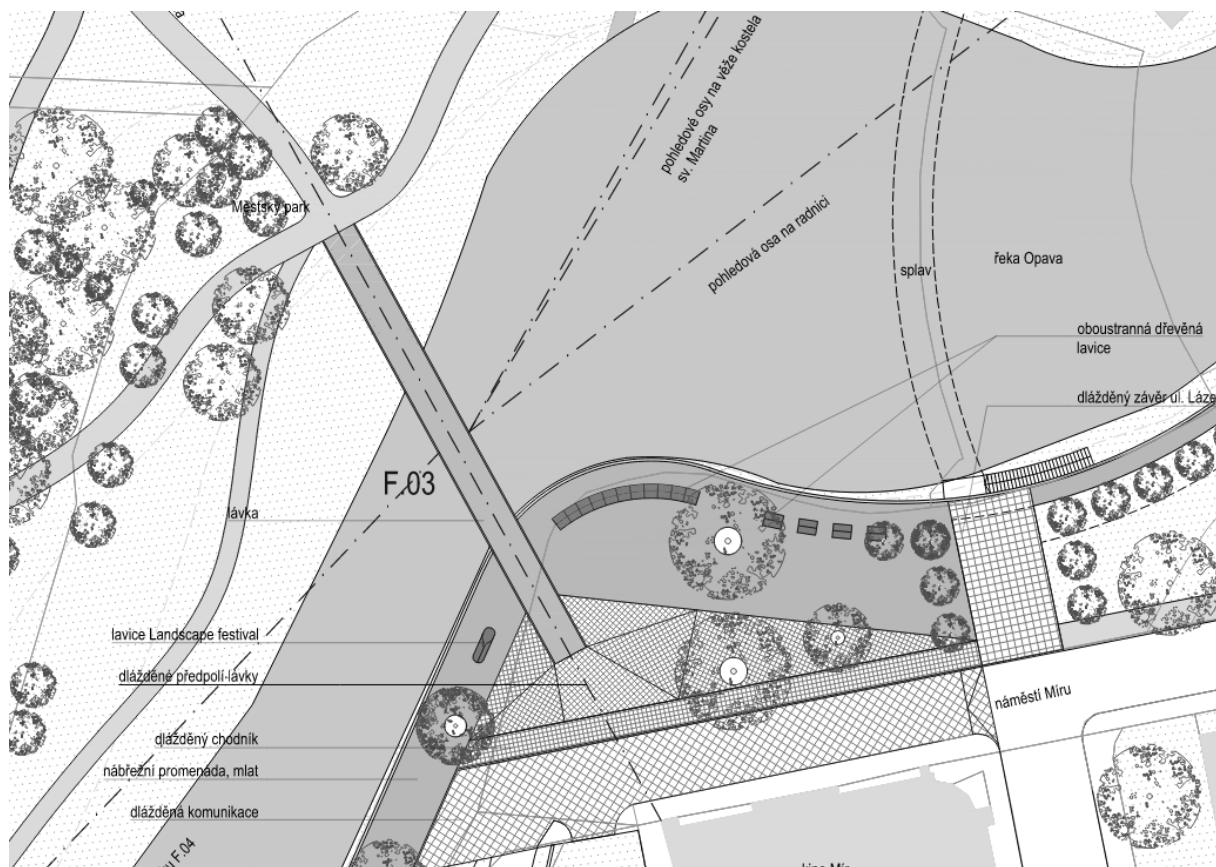 pohledové osy na věže kostela
sv. Martina
pohledová osa na radnici
Městský park
splav
řeka Opava
oboustranná dřevěná
lavice
dlážděný závěr ul. Láze
F.03
lávka
lavice Landscape festival
dlážděné předpolí lávky
náměstí Míru
dlážděný chodník
nábřežní promenáda, mlat
dlážděná komunikace
u F.04
kino Mír